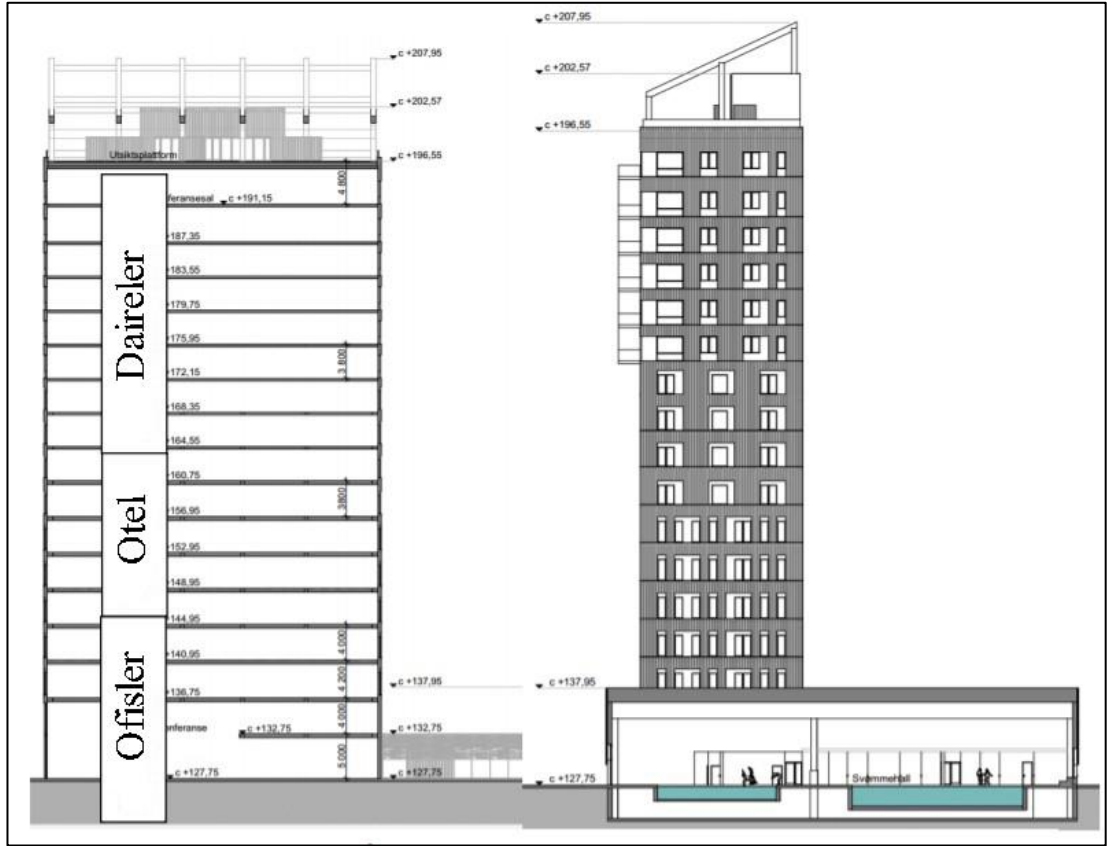 c +207,95
c +202,57
Utsiktsplattform
c +196,55
4 800
feransesal
c +191,15
+187,35
+183,55
+179,75
+175,95
3 800
+172,15
+168,35
+164,55
+160,75
3800
+156,95
+152,95
+148,95
+144,95
4 000
+140,95
4 200
+136,75
c +137,95
4 000
nferanse
c +132,75
c +132,75
5 000
+127,75
c +127,75
Daireler
Otel
Ofisler
c +207,95
c +202,57
c +196,55
c +137,95
c +127,75
Svømmehall